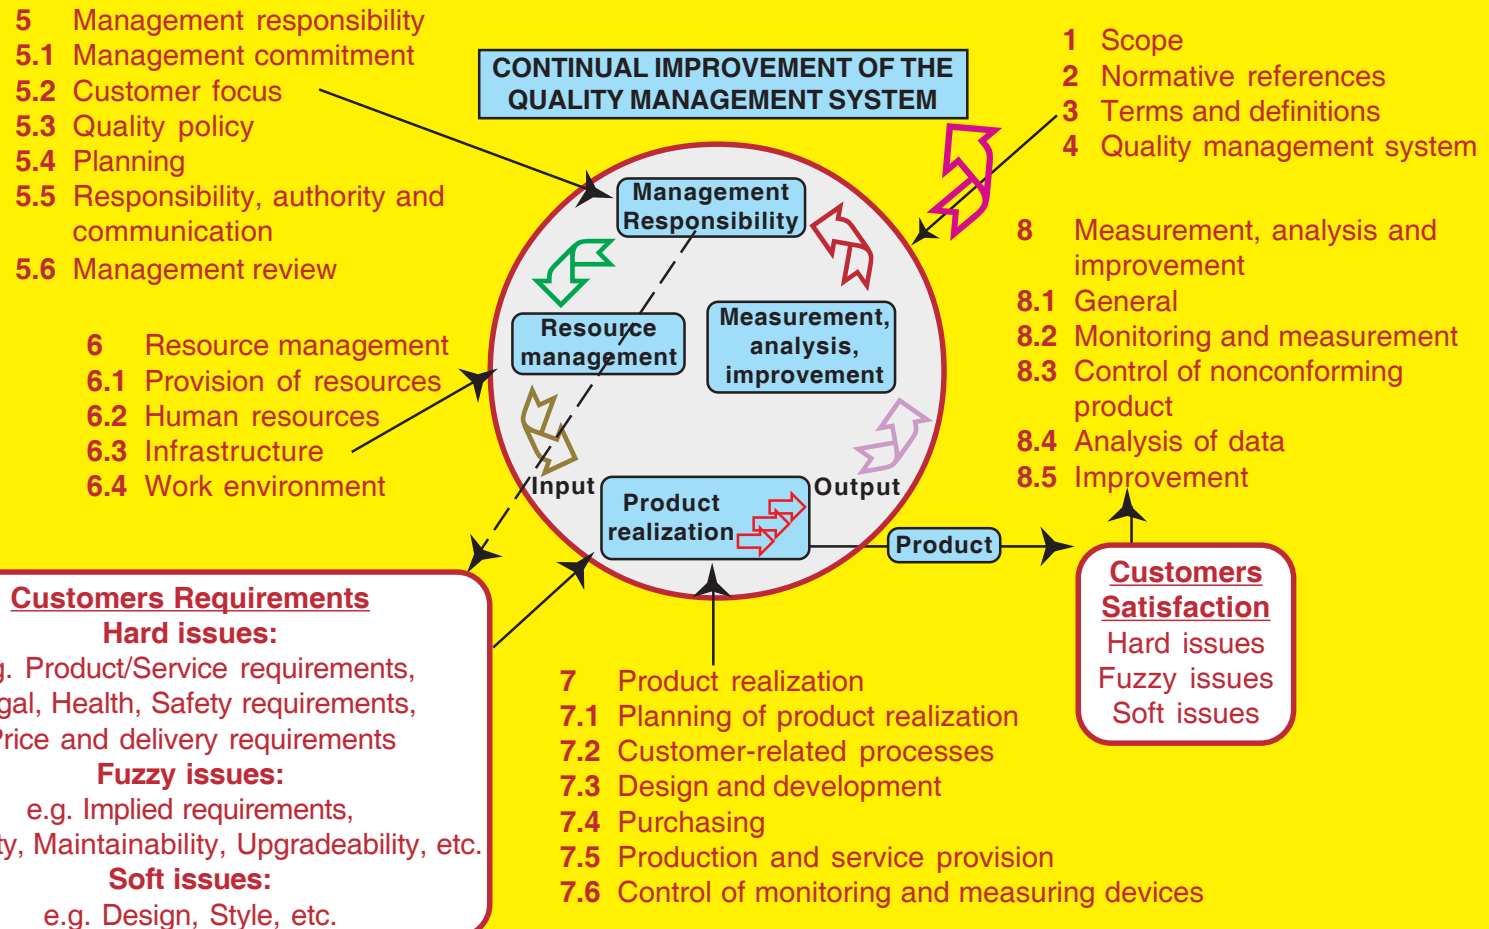 5 Management responsibility
5.1 Management commitment
5.2 Customer focus
5.3 Quality policy
5.4 Planning
5.5 Responsibility, authority and
communication
5.6 Management review
6 Resource management
6.1 Provision of resources
6.2 Human resources
6.3 Infrastructure
6.4 Work environment
CONTINUAL IMPROVEMENT OF THE
QUALITY MANAGEMENT SYSTEM
1 Scope
2 Normative references
3 Terms and definitions
4 Quality management system
8 Measurement, analysis and
improvement
8.1 General
8.2 Monitoring and measurement
8.3 Control of nonconforming
product
8.4 Analysis of data
8.5 Improvement
Management
Responsibility
Resource
management
Measurement,
analysis,
improvement
Input
Product
realization
Output
Product
Customers Requirements
Hard issues:
Product/Service requirements,
Health, Safety requirements,
and delivery requirements
Fuzzy issues:
e.g. Implied requirements,
Maintainability, Upgradeability, etc.
Soft issues:
e.g. Design, Style, etc.
7 Product realization
7.1 Planning of product realization
7.2 Customer-related processes
7.3 Design and development
7.4 Purchasing
7.5 Production and service provision
7.6 Control of monitoring and measuring devices
Customers
Satisfaction
Hard issues
Fuzzy issues
Soft issues